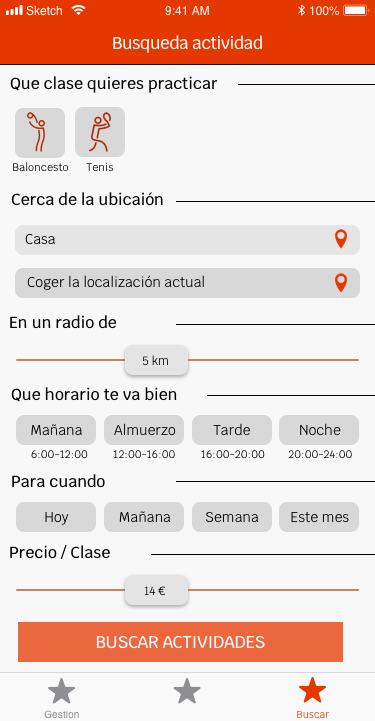 Sketch 9:41 AM 100%
Busqueda actividad
Que clase quieres practicar
Baloncesto Tenis
Cerca de la ubicaión
Casa
Coger la localización actual
En un radio de
5 km
Que horario te va bien
Mañana Almuerzo Tarde Noche
6:00-12:00 12:00-16:00 16:00-20:00 20:00-24:00
Para cuando
Hoy Mañana Semana Este mes
Precio / Clase
14 €
BUSCAR ACTIVIDADES
Gestion Buscar